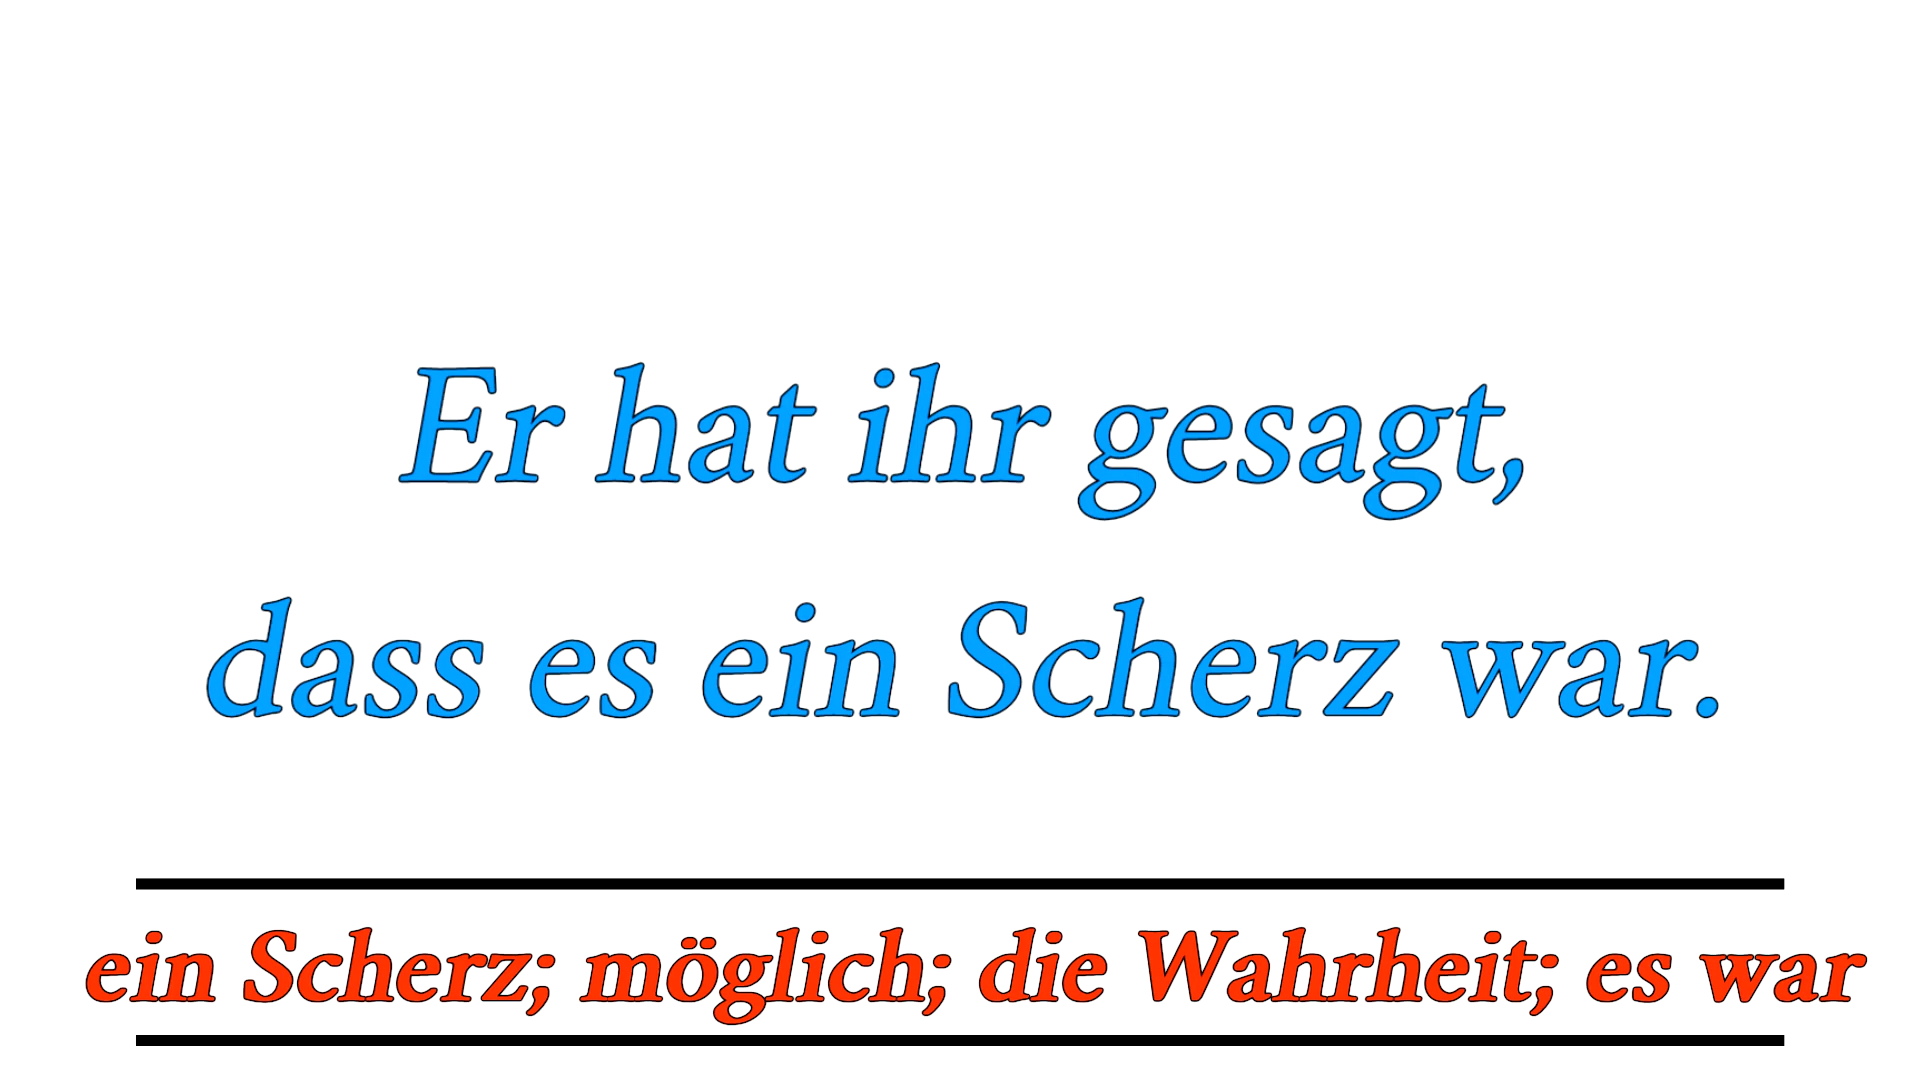 Er hat ihr gesagt,
dass es ein Scherz war.
ein Scherz; möglich; die Wahrheit; es war